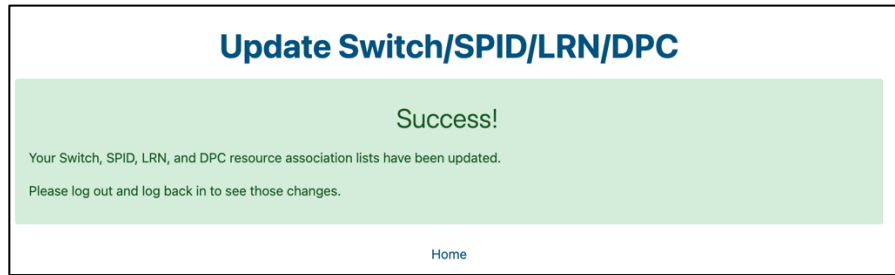 Update Switch/SPID/LRN/DPC
Success!
Your Switch, SPID, LRN, and DPC resource association lists have been updated.
Please log out and log back in to see those changes.
Home